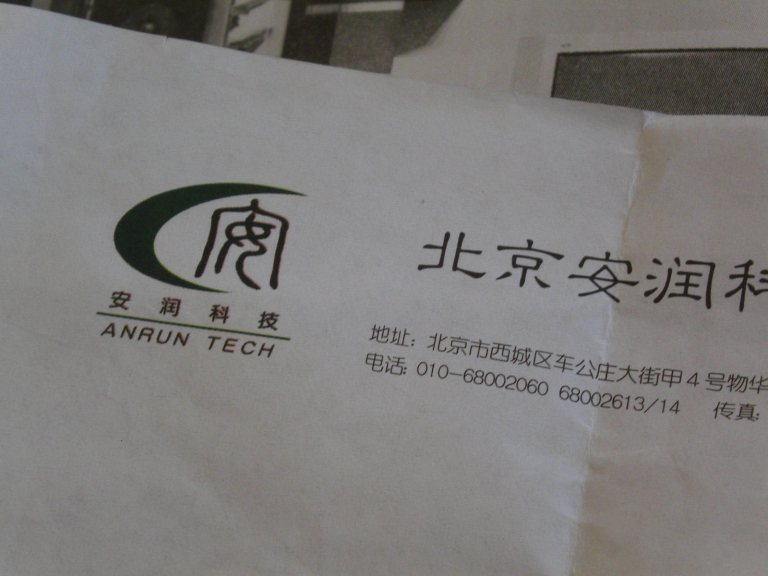 安
安润科技
ANRUN TECH
北京安润科
地址: 北京市西城区车公庄大街甲4号物华
电话: 010-68002060 68002613/14 传真: